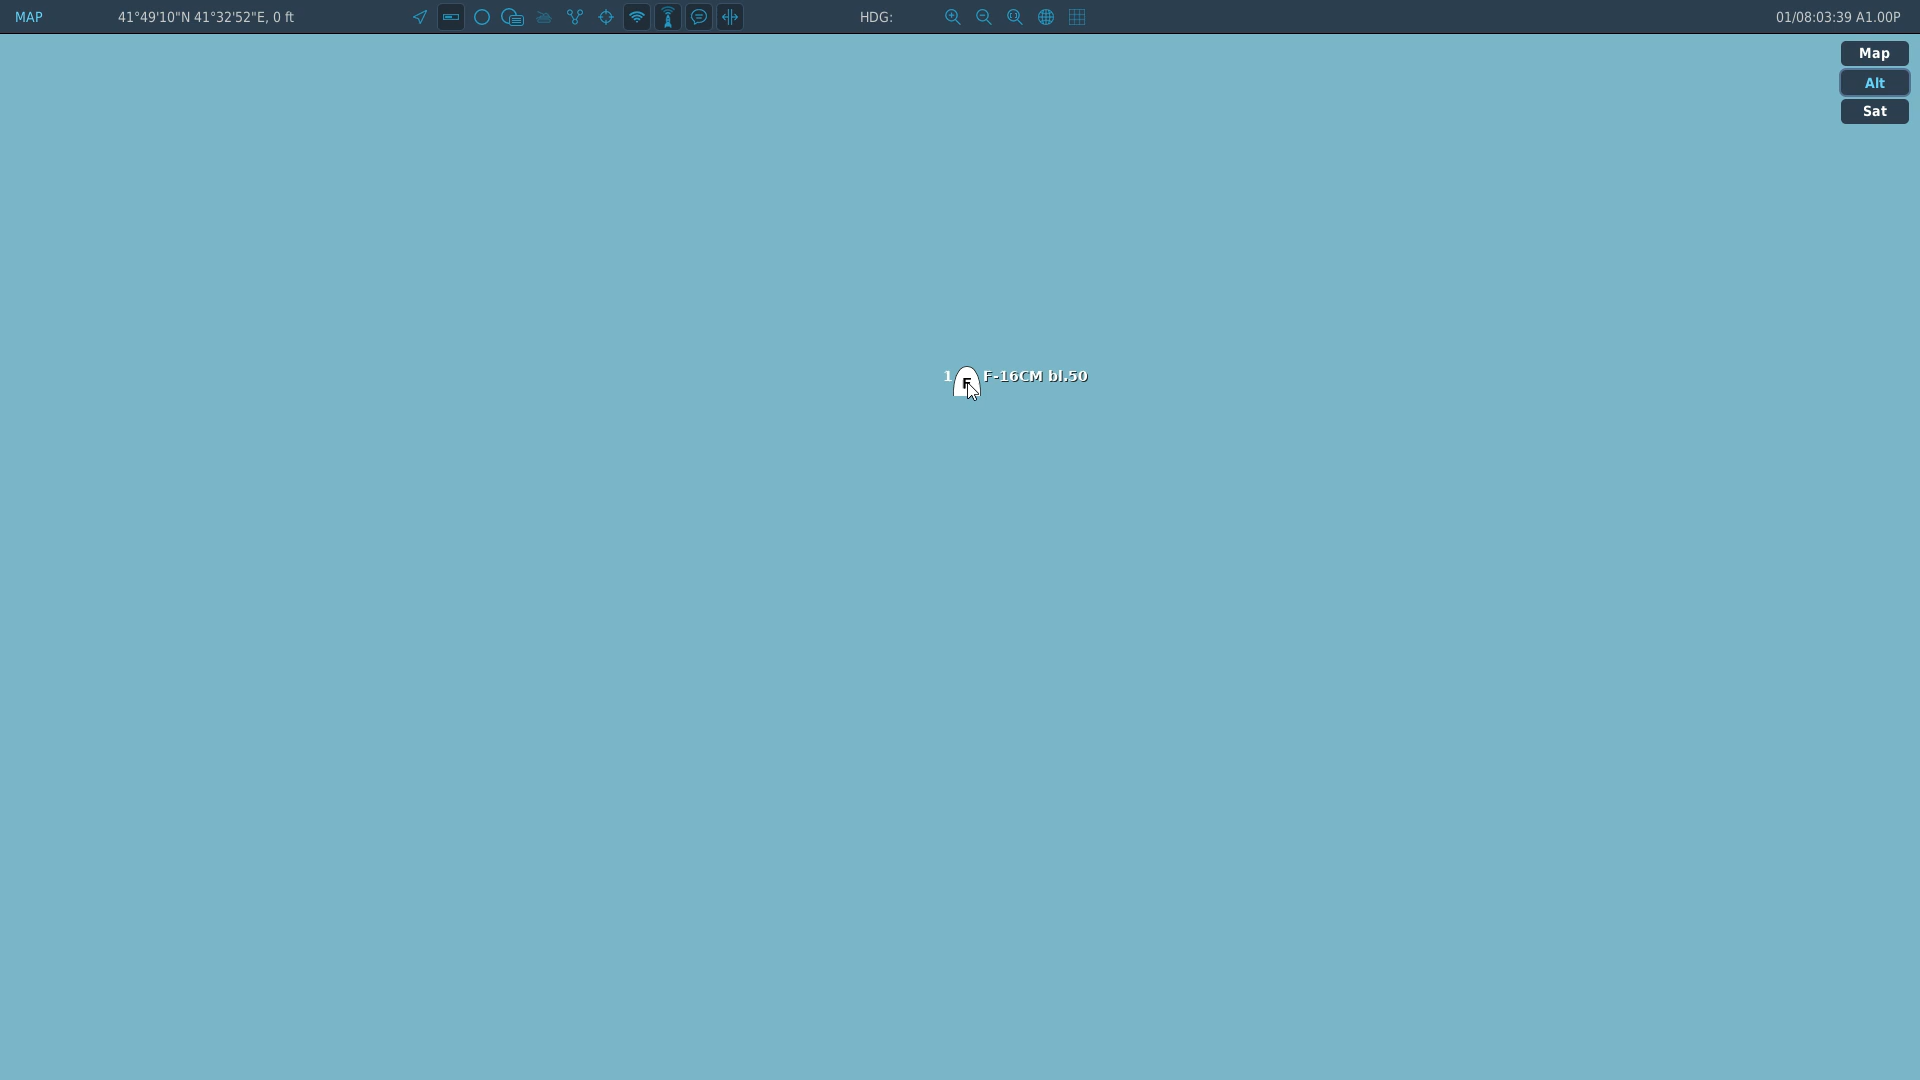 MAP 41°49'10"N 41°32'52"E, 0 ft HDG: 01/08:03:39 A1.00P
Map
Alt
Sat
1 F F-16CM bl.50